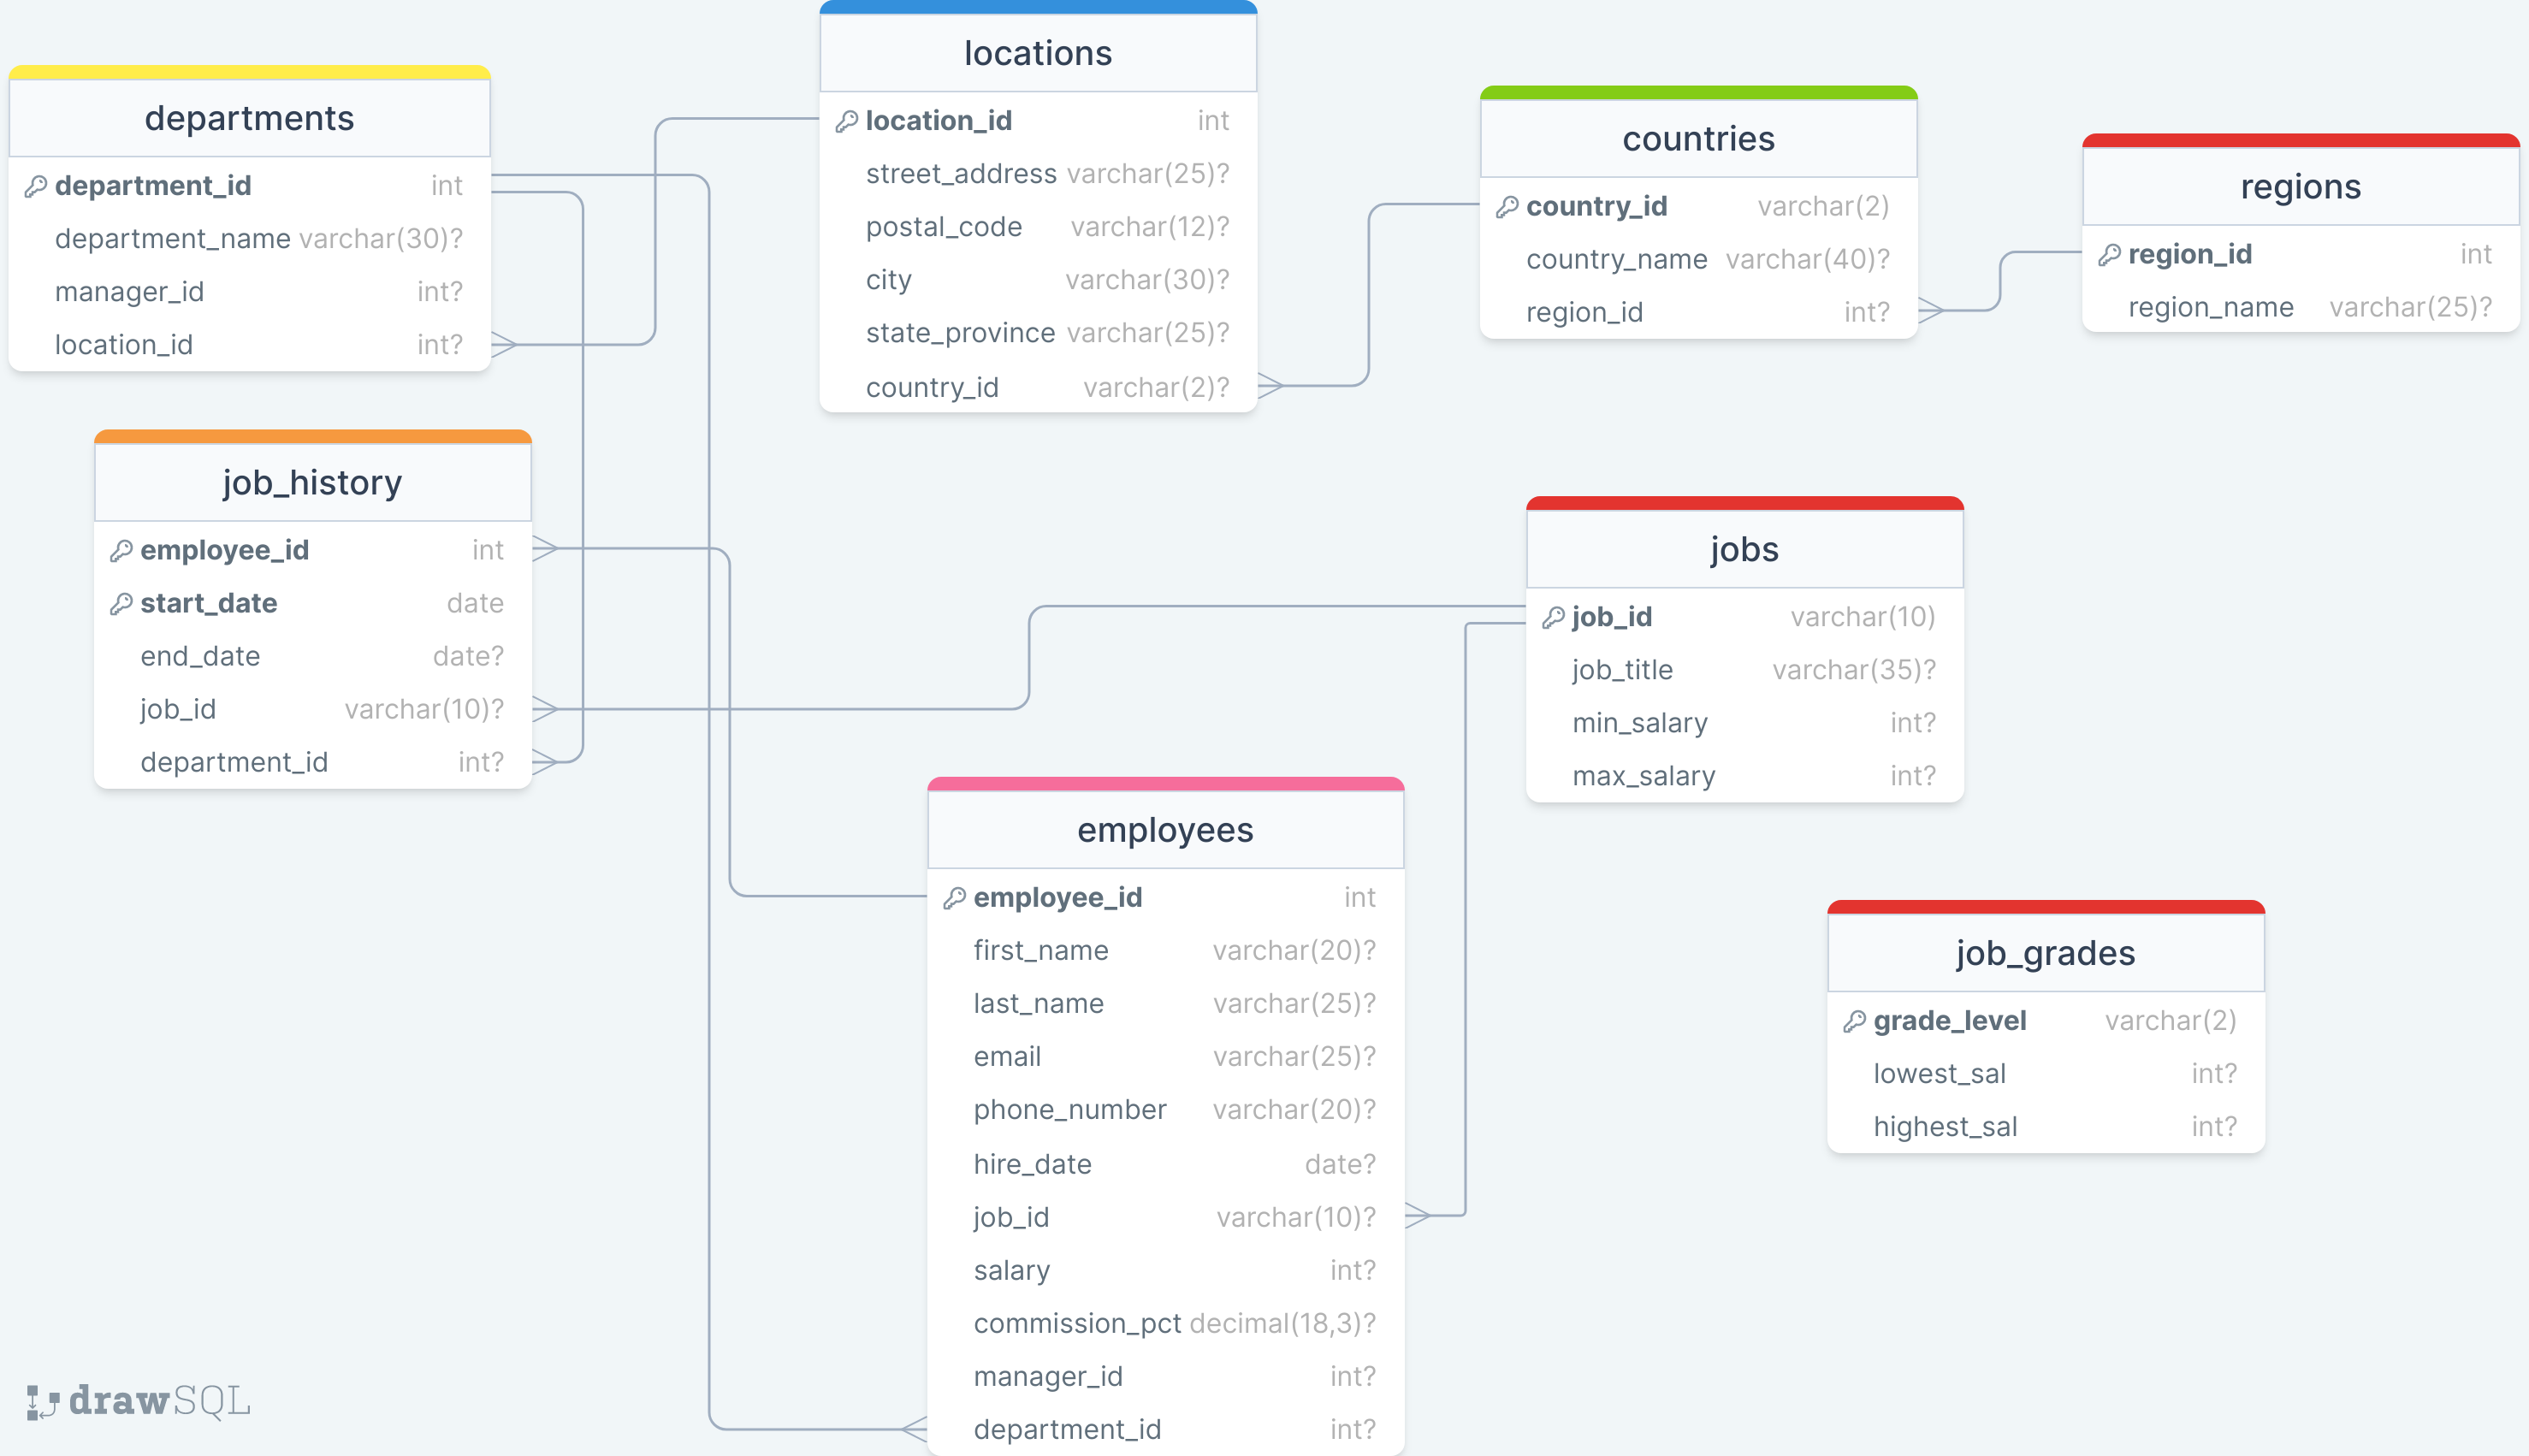 departments
department_id int
department_name varchar(30)?
manager_id int?
location_id int?
locations
location_id int
street_address varchar(25)?
postal_code varchar(12)?
city varchar(30)?
state_province varchar(25)?
country_id varchar(2)?
countries
country_id varchar(2)
country_name varchar(40)?
region_id int?
regions
region_id int
region_name varchar(25)?
job_history
employee_id int
start_date date
end_date date?
job_id varchar(10)?
department_id int?
jobs
job_id varchar(10)
job_title varchar(35)?
min_salary int?
max_salary int?
employees
employee_id int
first_name varchar(20)?
last_name varchar(25)?
email varchar(25)?
phone_number varchar(20)?
hire_date date?
job_id varchar(10)?
salary int?
commission_pct decimal(18,3)?
manager_id int?
department_id int?
job_grades
grade_level varchar(2)
lowest_sal int?
highest_sal int?
drawSQL